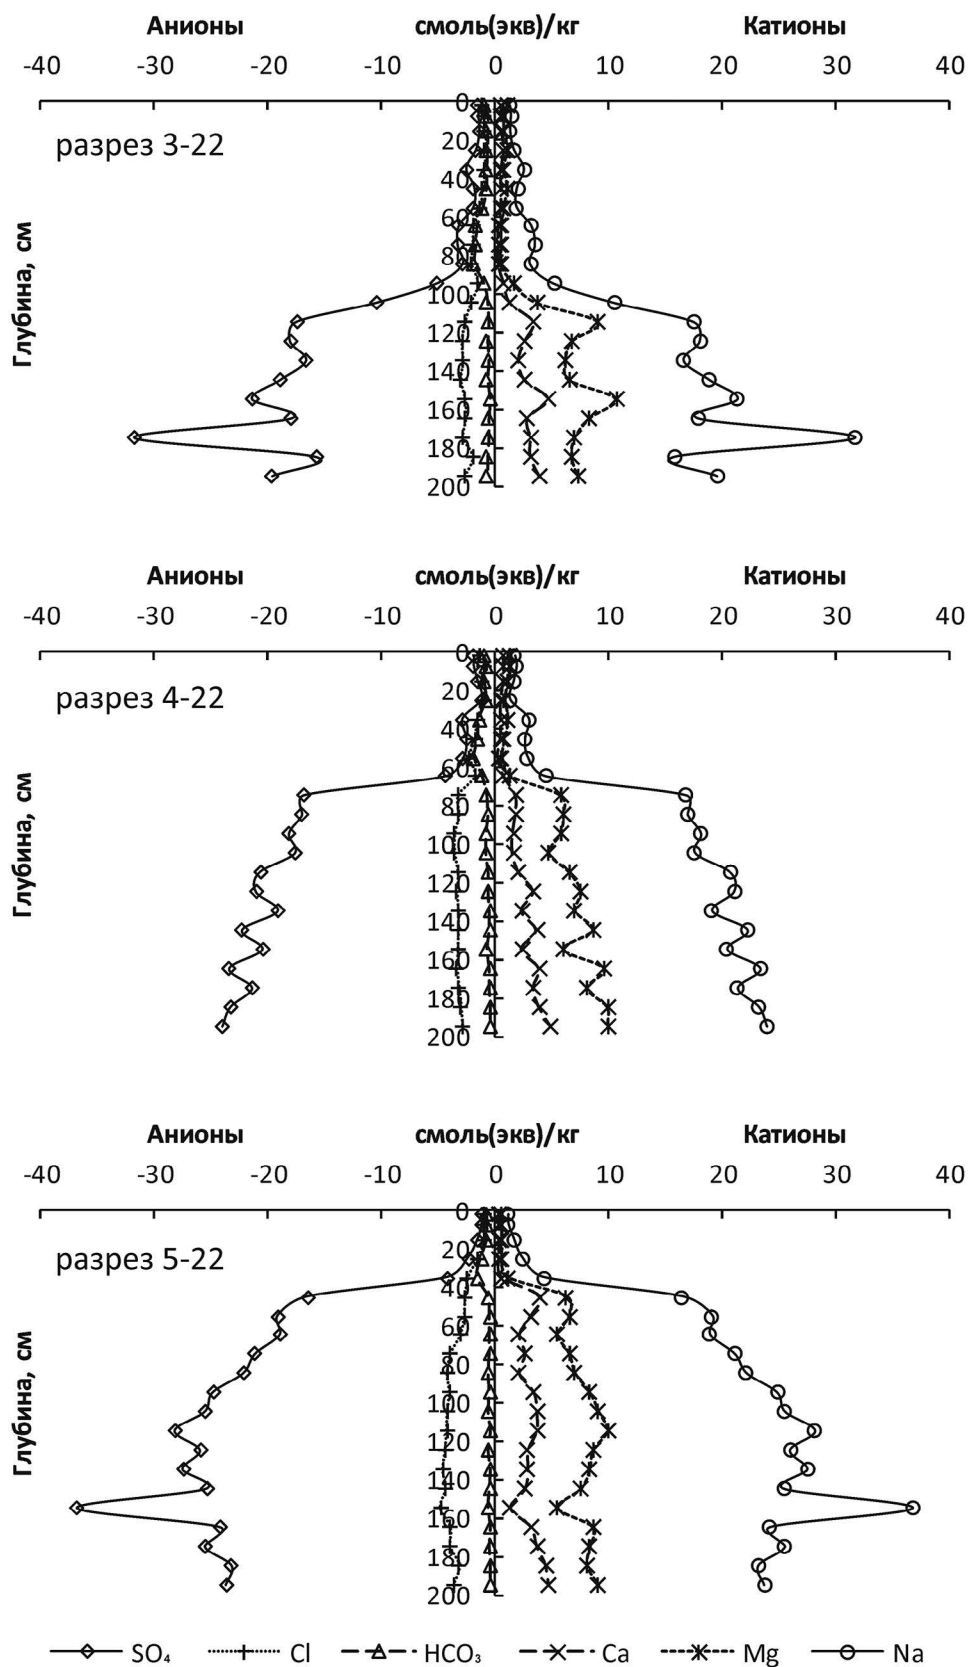 Анионы смоль(экв)/кг Катионы
-40 -30 -20 -10 0 10 20 30 40
разрез 3-22
Глубина, см
0
20
40
60
80
100
120
140
160
180
200
Анионы смоль(экв)/кг Катионы
-40 -30 -20 -10 0 10 20 30 40
разрез 4-22
Глубина, см
0
20
40
60
80
100
120
140
160
180
200
Анионы смоль(экв)/кг Катионы
-40 -30 -20 -10 0 10 20 30 40
разрез 5-22
Глубина, см
0
20
40
60
80
100
120
140
160
180
200
SO₄ Cl HCO₃ Ca Mg Na